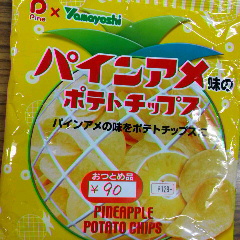 Pine × Yamayoshi
パインアメ味の
ポテトチップス
パインアメの味をポテトチップスに
おつとめ品
¥90
¥128-
PINEAPPLE
POTATO CHIPS